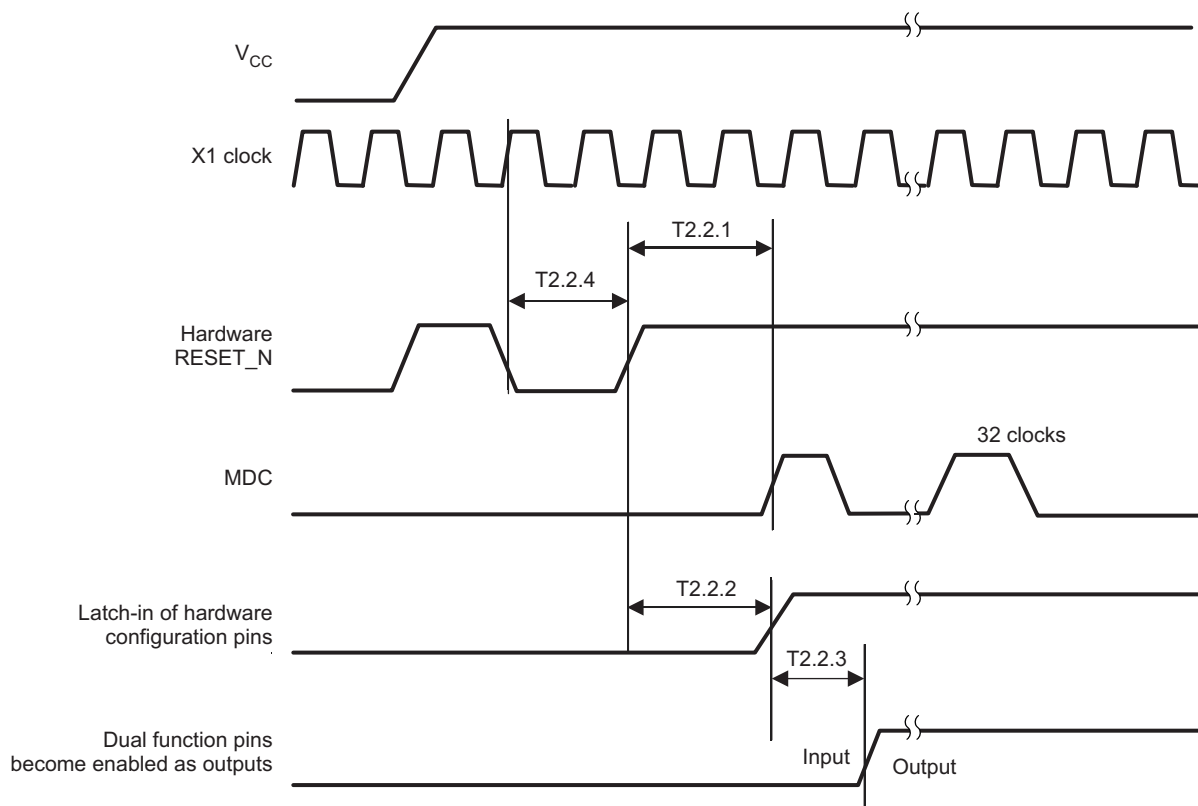 V_CC
X1 clock
T2.2.1
T2.2.4
Hardware
RESET_N
32 clocks
MDC
T2.2.2
Latch-in of hardware
configuration pins
T2.2.3
Dual function pins
become enabled as outputs
Input
Output